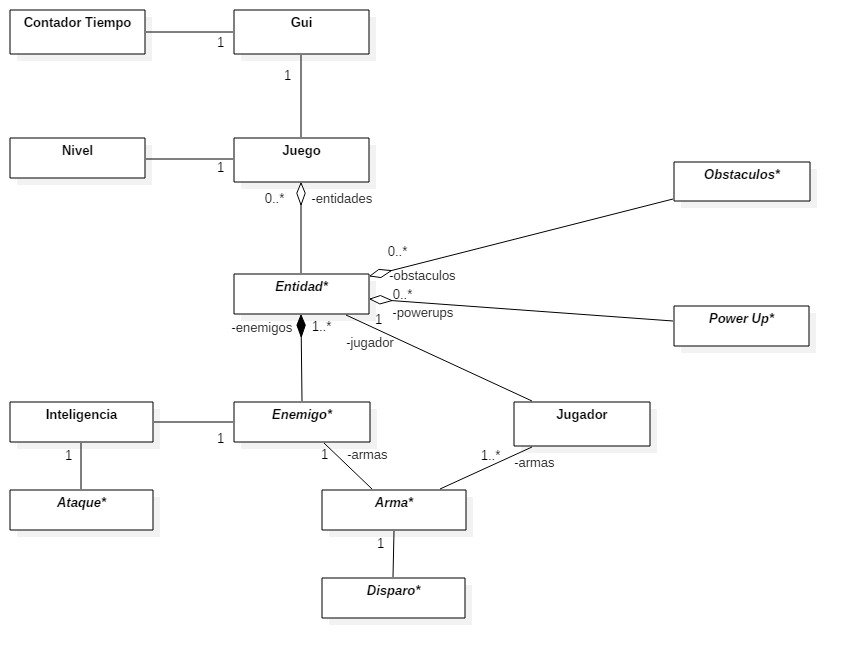 Contador Tiempo
Gui
1
1
Nivel
Juego
1
0..*
-entidades
Obstaculos*
0..*
-obstaculos
Entidad*
0..*
-powerups
Power Up*
-enemigos
1..*
1
-jugador
Inteligencia
Enemigo*
Jugador
1
1
1
-armas
1..*
-armas
Ataque*
Arma*
1
Disparo*